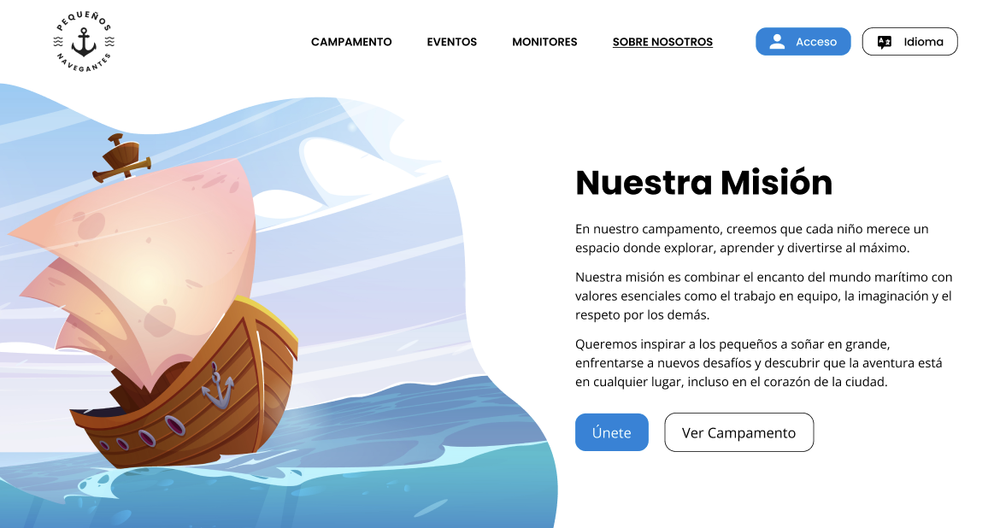 PEQUEÑOS
NAVEGANTES
CAMPAMENTO
EVENTOS
MONITORES
SOBRE NOSOTROS
Acceso
Idioma
Nuestra Misión
En nuestro campamento, creemos que cada niño merece un
espacio donde explorar, aprender y divertirse al máximo.
Nuestra misión es combinar el encanto del mundo marítimo con
valores esenciales como el trabajo en equipo, la imaginación y el
respeto por los demás.
Queremos inspirar a los pequeños a soñar en grande,
enfrentarse a nuevos desafíos y descubrir que la aventura está
en cualquier lugar, incluso en el corazón de la ciudad.
Únete
Ver Campamento